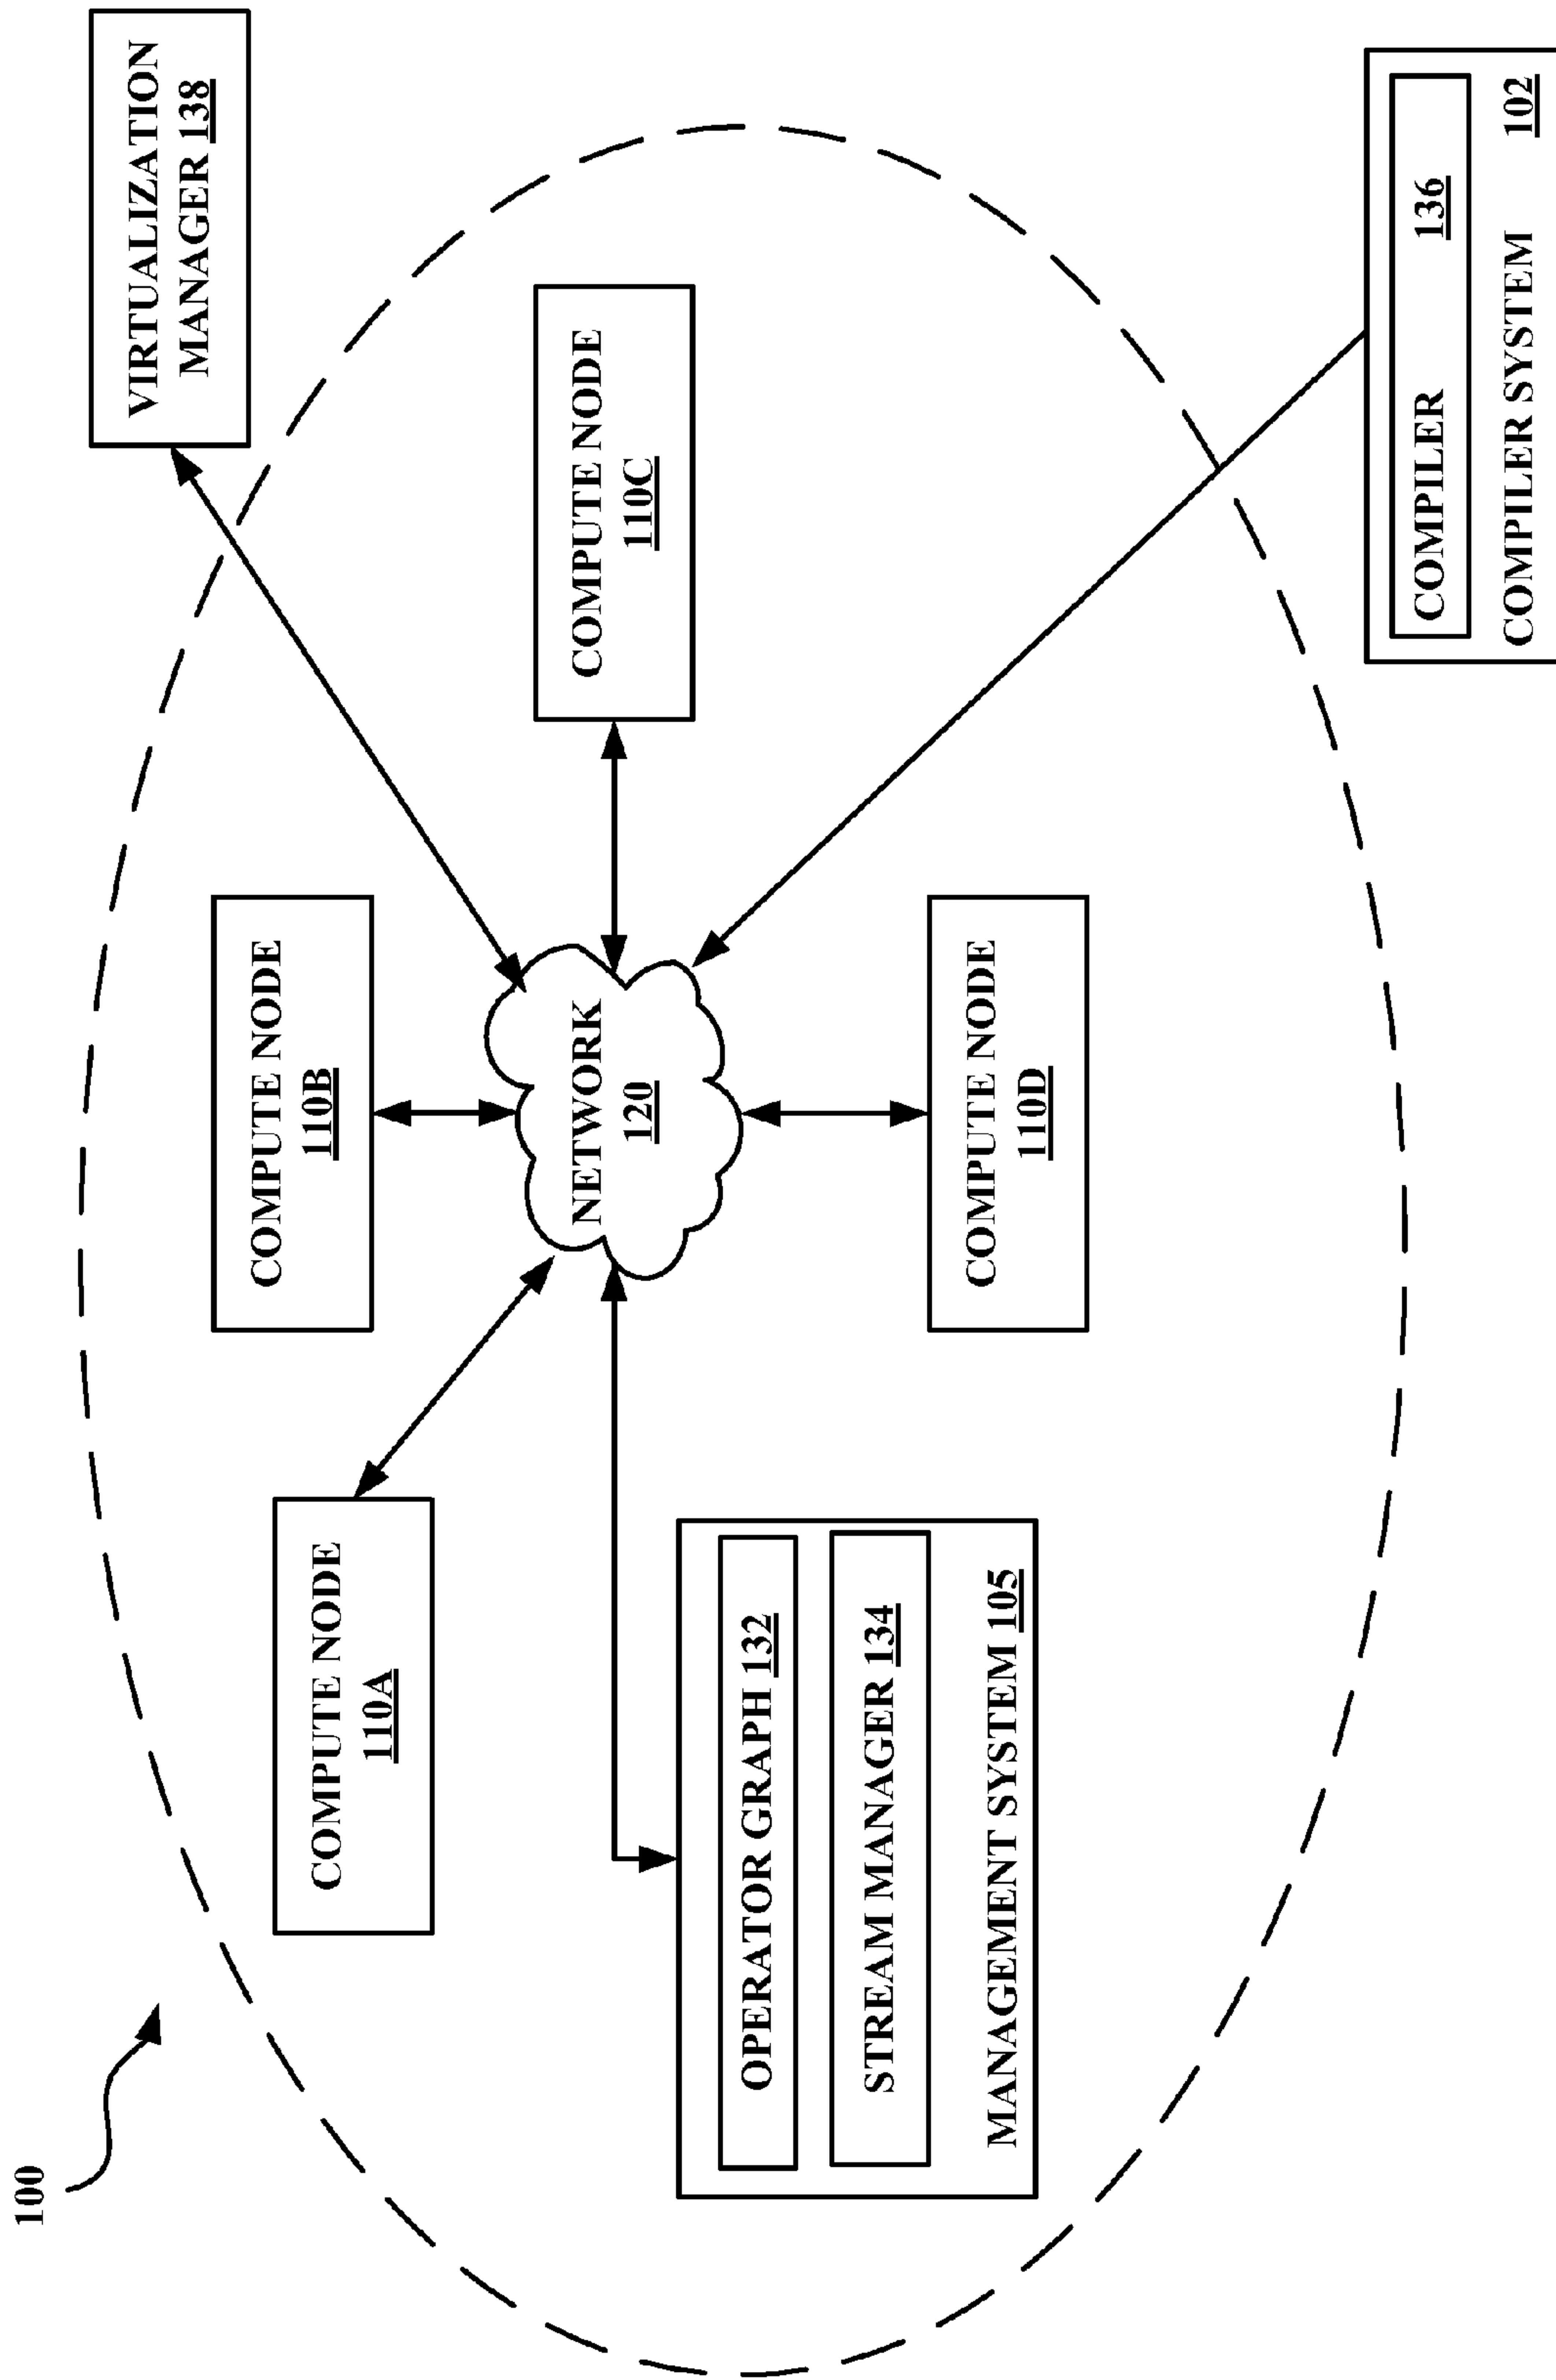 100
COMPUTE NODE
110A
COMPUTE NODE
110B
VIRTUALIZATION
MANAGER 138
COMPUTE NODE
110C
NETWORK
120
OPERATOR GRAPH 132
STREAM MANAGER 134
MANAGEMENT SYSTEM 105
COMPUTE NODE
110D
COMPILER 136
COMPILER SYSTEM 102